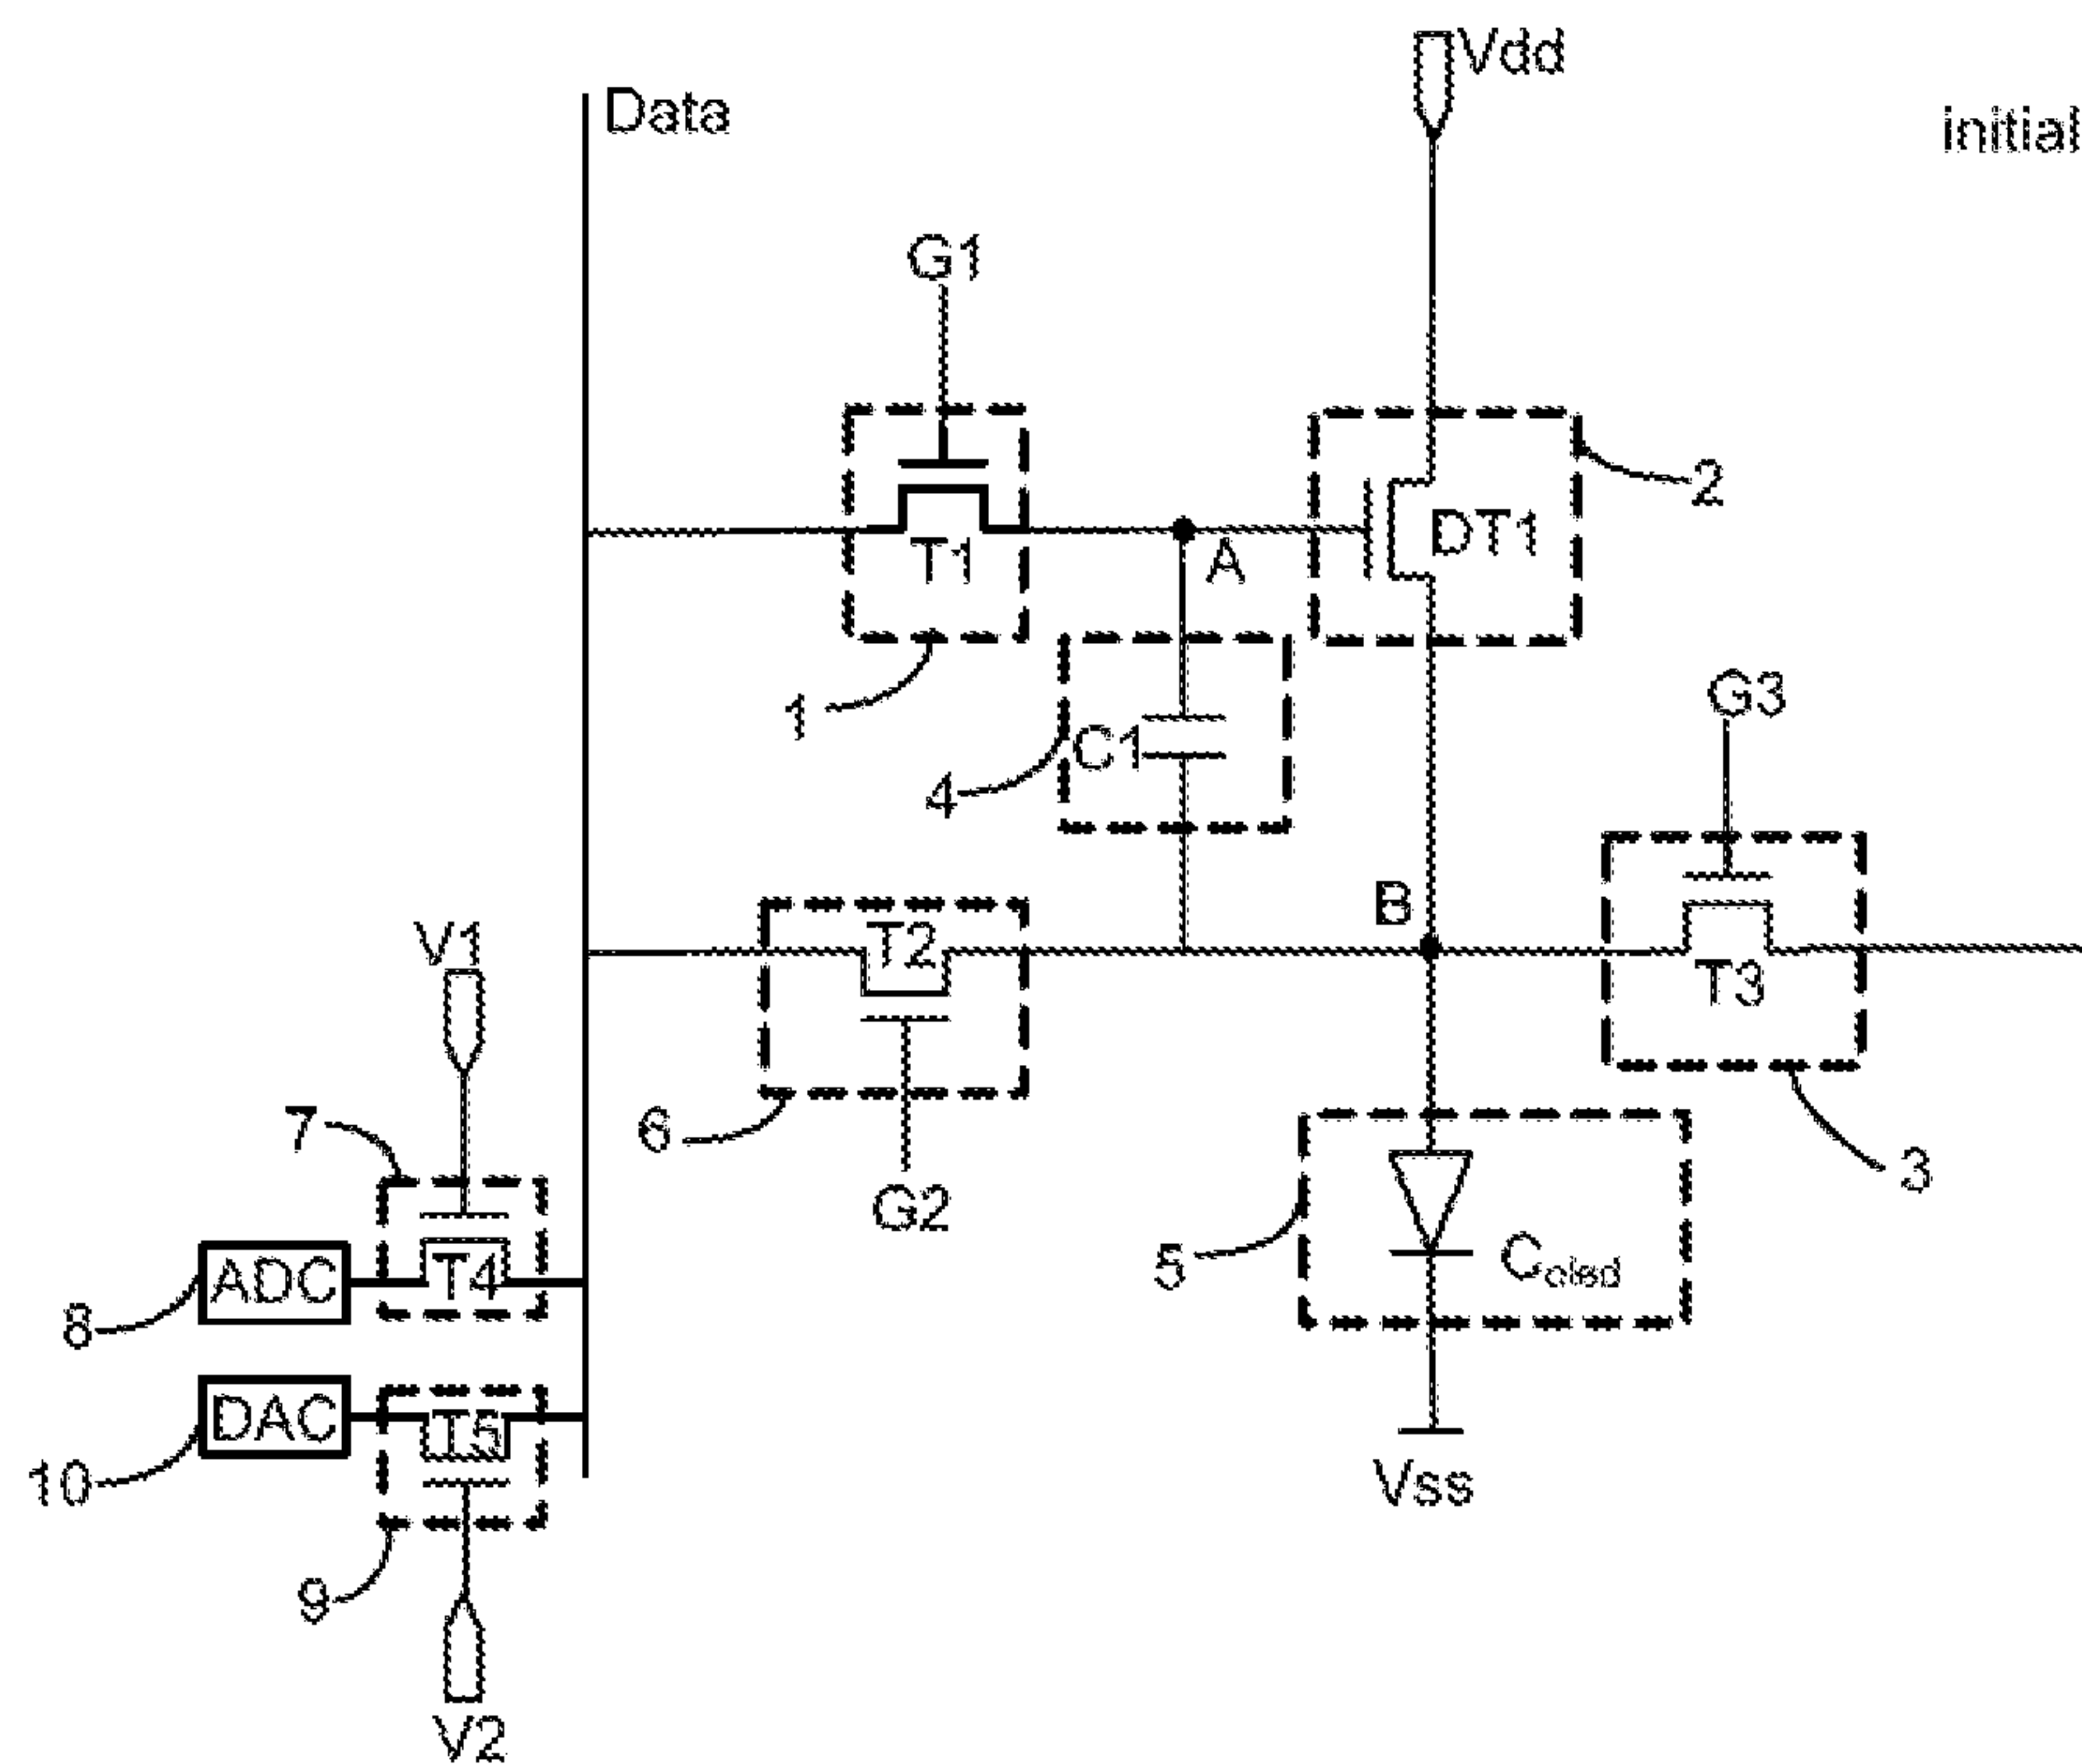 Vdd
Data
initial
G1
2
DT1
T1
A
G3
1
C1
4
B
T2
V1
T3
7
6
3
G2
5
ADC
T4
Coled
8
DAC
T5
10
Vss
9
V2